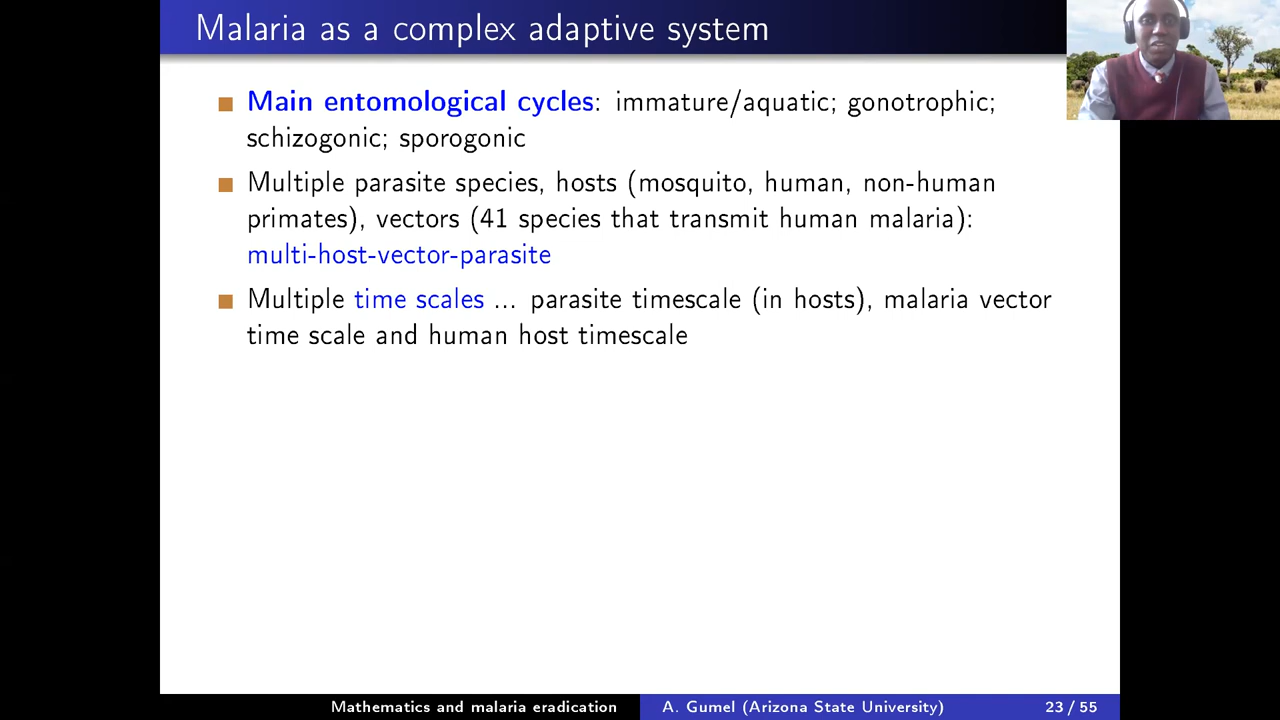 Malaria as a complex adaptive system
Main entomological cycles: immature/aquatic; gonotrophic;
schizogonic; sporogonic
Multiple parasite species, hosts (mosquito, human, non-human
primates), vectors (41 species that transmit human malaria):
multi-host-vector-parasite
Multiple time scales ... parasite timescale (in hosts), malaria vector
time scale and human host timescale
Mathematics and malaria eradication A. Gumel (Arizona State University) 23 / 55